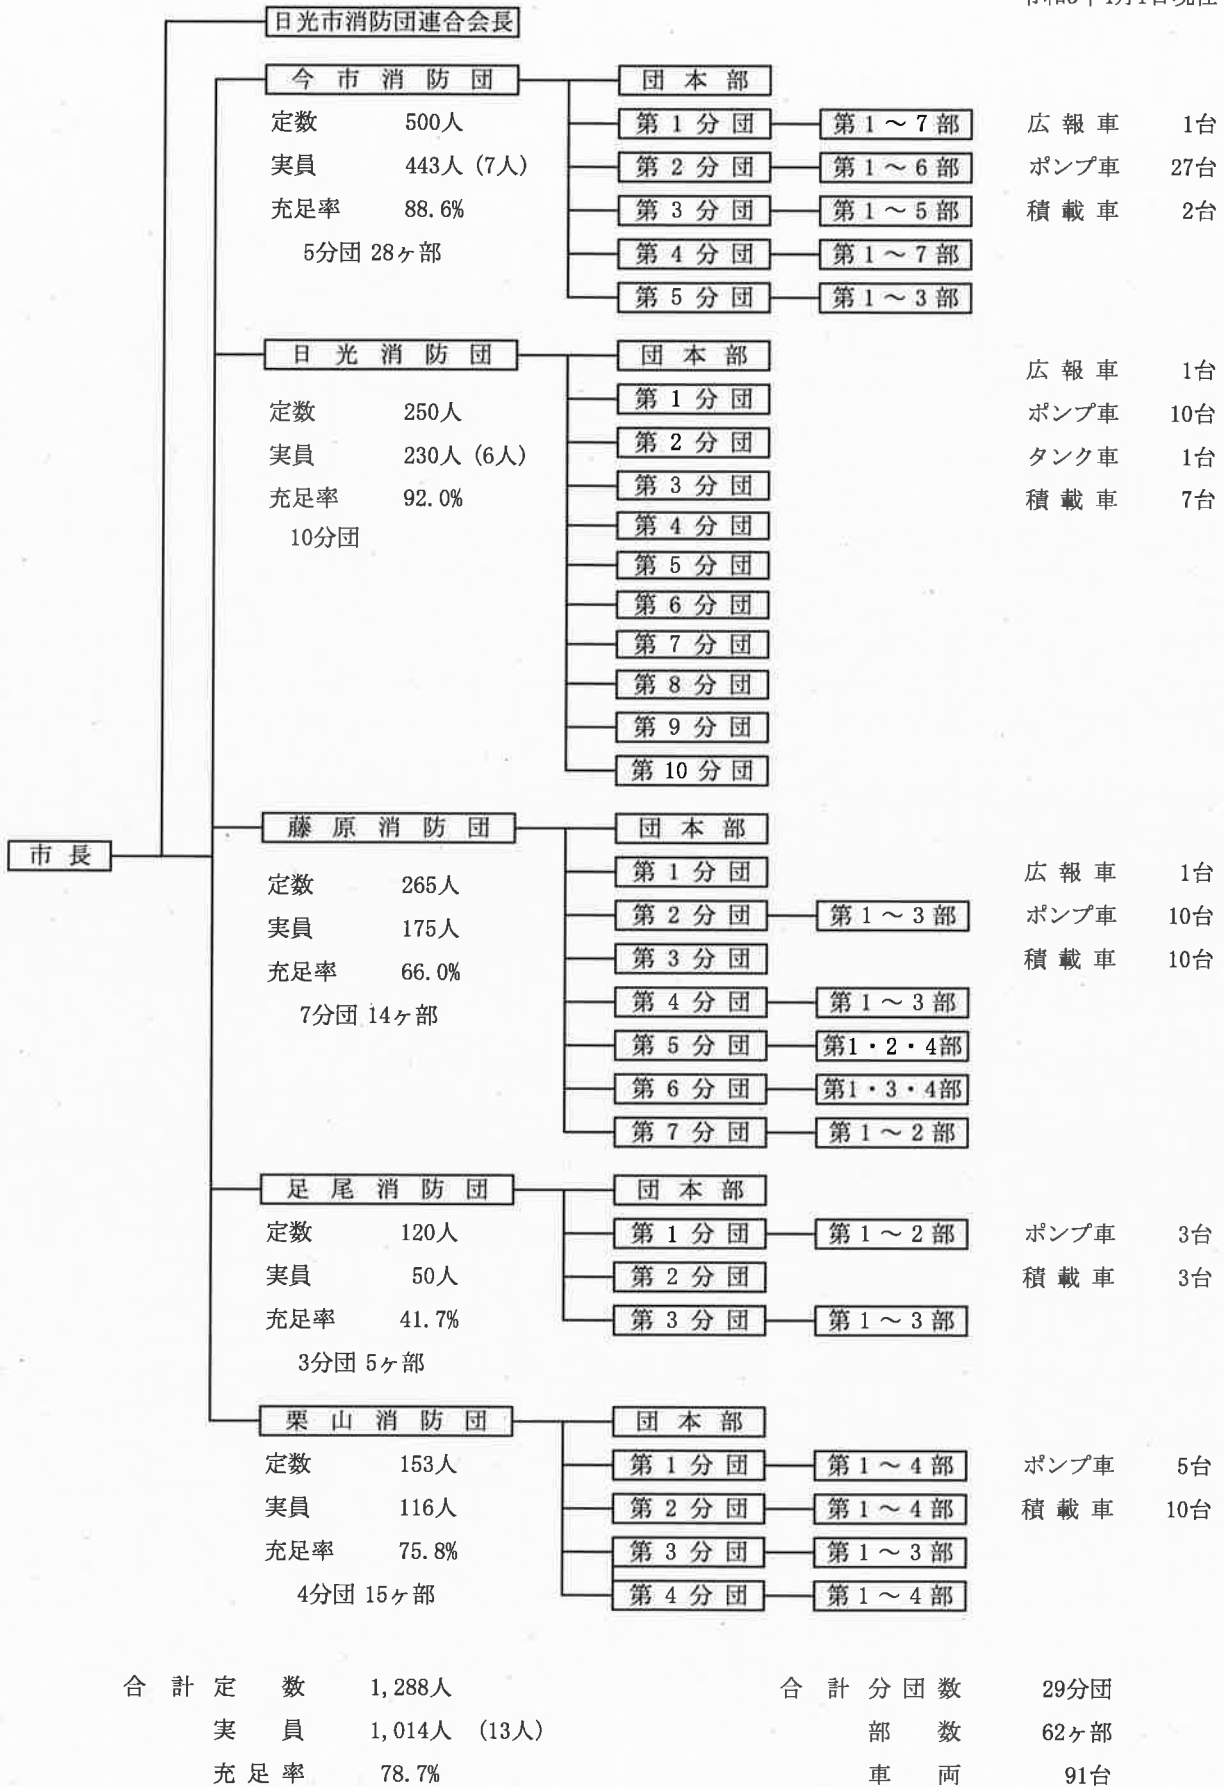 日光市消防団連合会長
今市消防団 団本部
定数 500人 第1分団 第1～7部 広報車 1台
実員 443人 (7人) 第2分団 第1～6部 ポンプ車 27台
充足率 88.6% 第3分団 第1～5部 積載車 2台
5分団 28ヶ部 第4分団 第1～7部
第5分団 第1～3部
日光消防団 団本部 広報車 1台
定数 250人 第1分団 ポンプ車 10台
実員 230人 (6人) 第2分団 タンク車 1台
充足率 92.0% 第3分団 積載車 7台
10分団 第4分団
第5分団
第6分団
第7分団
第8分団
第9分団
第10分団
藤原消防団 団本部
市長
定数 265人 第1分団 広報車 1台
実員 175人 第2分団 第1～3部 ポンプ車 10台
充足率 66.0% 第3分団 積載車 10台
7分団 14ヶ部 第4分団 第1～3部
第5分団 第1・2・4部
第6分団 第1・3・4部
第7分団 第1～2部
足尾消防団 団本部
定数 120人 第1分団 第1～2部 ポンプ車 3台
実員 50人 第2分団 積載車 3台
充足率 41.7% 第3分団 第1～3部
3分団 5ヶ部
栗山消防団 団本部
定数 153人 第1分団 第1～4部 ポンプ車 5台
実員 116人 第2分団 第1～4部 積載車 10台
充足率 75.8% 第3分団 第1～3部
4分団 15ヶ部 第4分団 第1～4部
合計定数 1,288人 合計分団数 29分団
実員 1,014人 (13人) 部数 62ヶ部
充足率 78.7% 車両 91台